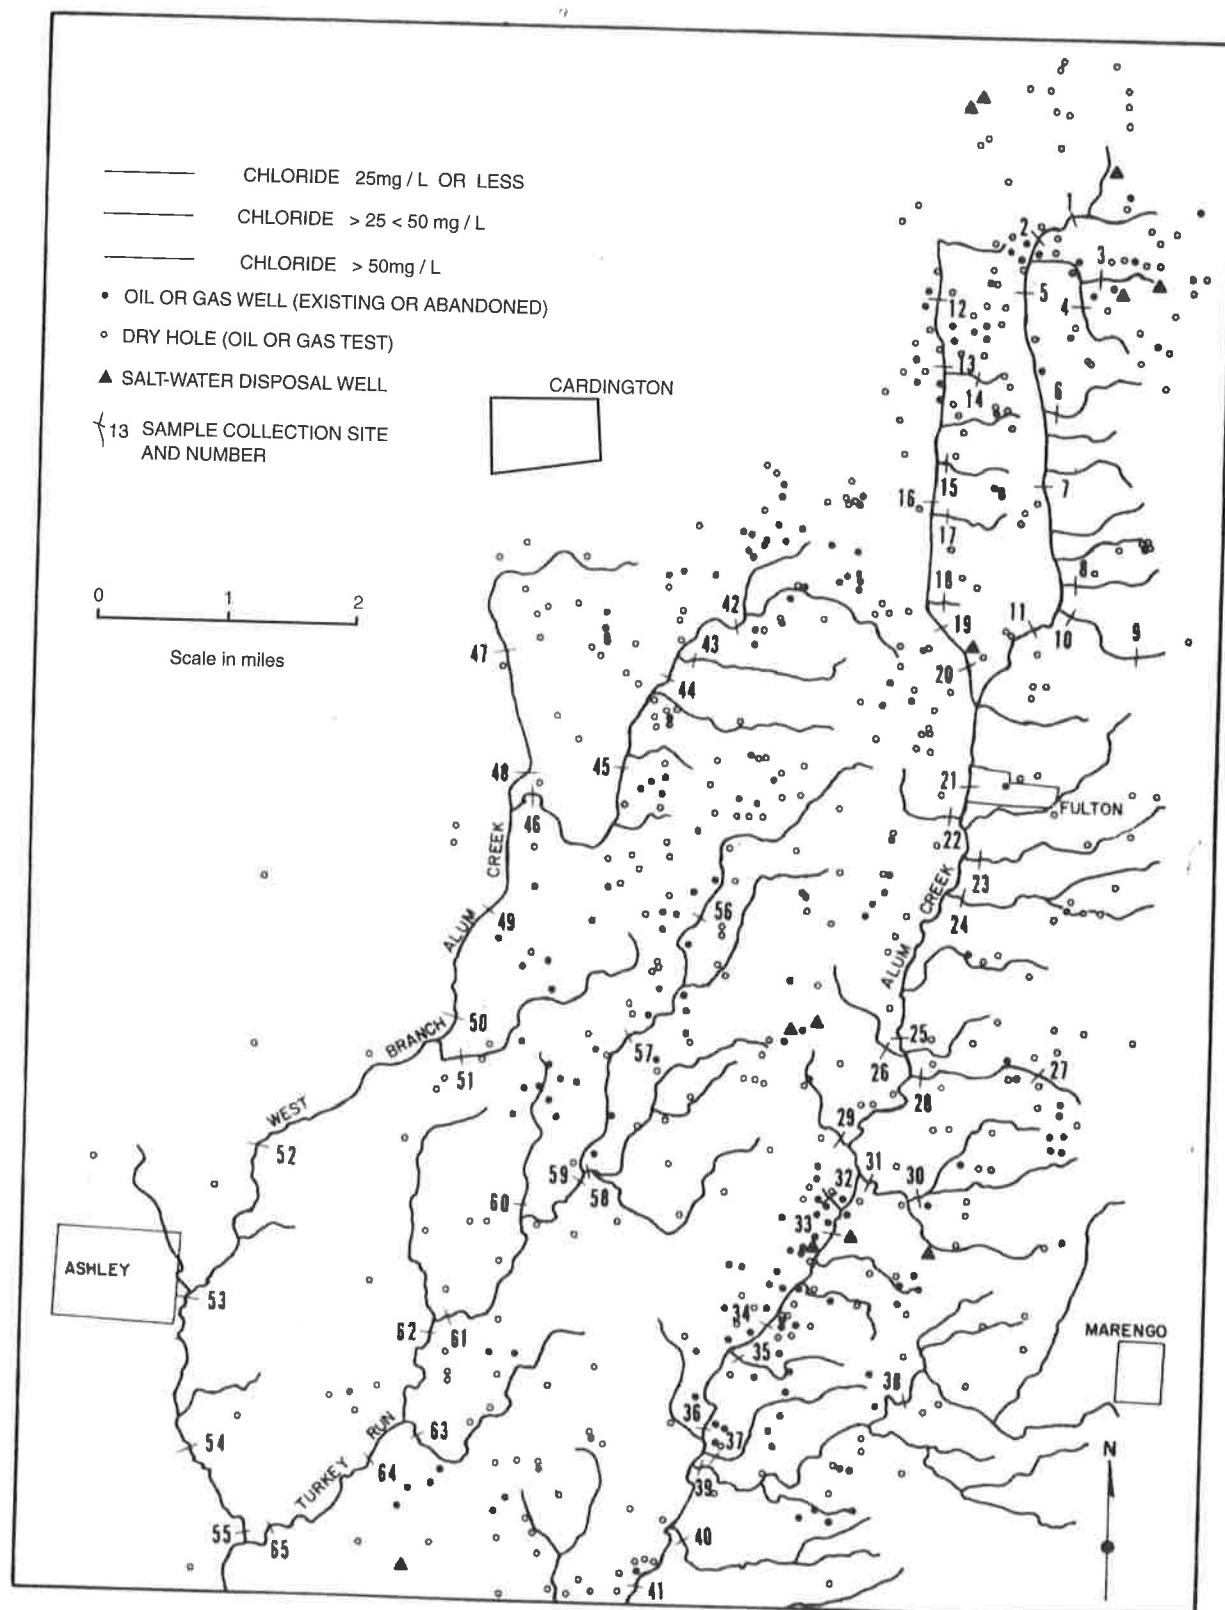 CHLORIDE 25mg / L OR LESS
CHLORIDE > 25 < 50 mg / L
CHLORIDE > 50mg / L
OIL OR GAS WELL (EXISTING OR ABANDONED)
DRY HOLE (OIL OR GAS TEST)
SALT-WATER DISPOSAL WELL
13 SAMPLE COLLECTION SITE
AND NUMBER
CARDINGTON
0 1 2
Scale in miles
1
2
3
5
4
12
13
14
6
16
15
7
17
18
8
42
11
19
10
9
47
43
20
44
48
45
21
FULTON
46
22
CREEK
23
CREEK
24
ALUM
49
56
ALUM
50
BRANCH
57
51
25
26
27
28
WEST
52
29
59
58
32
31
30
60
33
ASHLEY
53
34
62
61
35
MARENGO
38
36
37
RUN
63
54
N
64
TURKEY
39
55
65
40
41